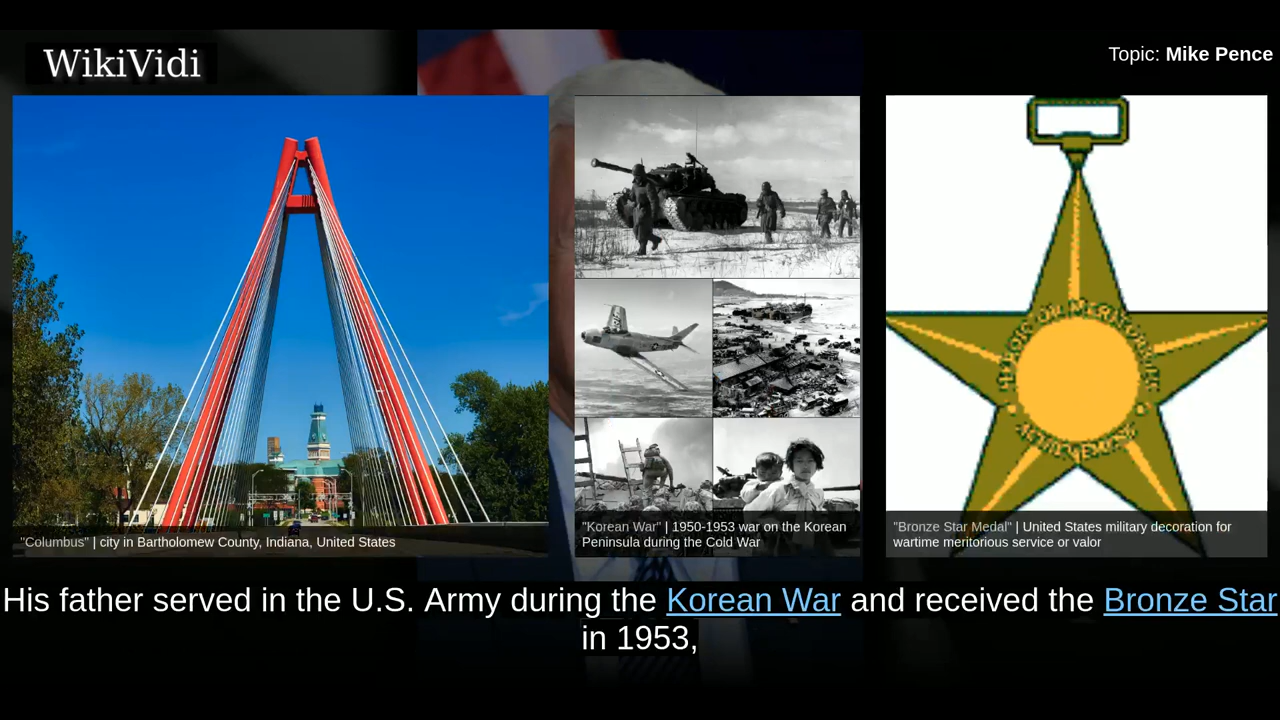 WikiVidi
Topic: Mike Pence
"Columbus" | city in Bartholomew County, Indiana, United States
"Korean War" | 1950-1953 war on the Korean
Peninsula during the Cold War
"Bronze Star Medal" | United States military decoration for
wartime meritorious service or valor
His father served in the U.S. Army during the Korean War and received the Bronze Star
in 1953,